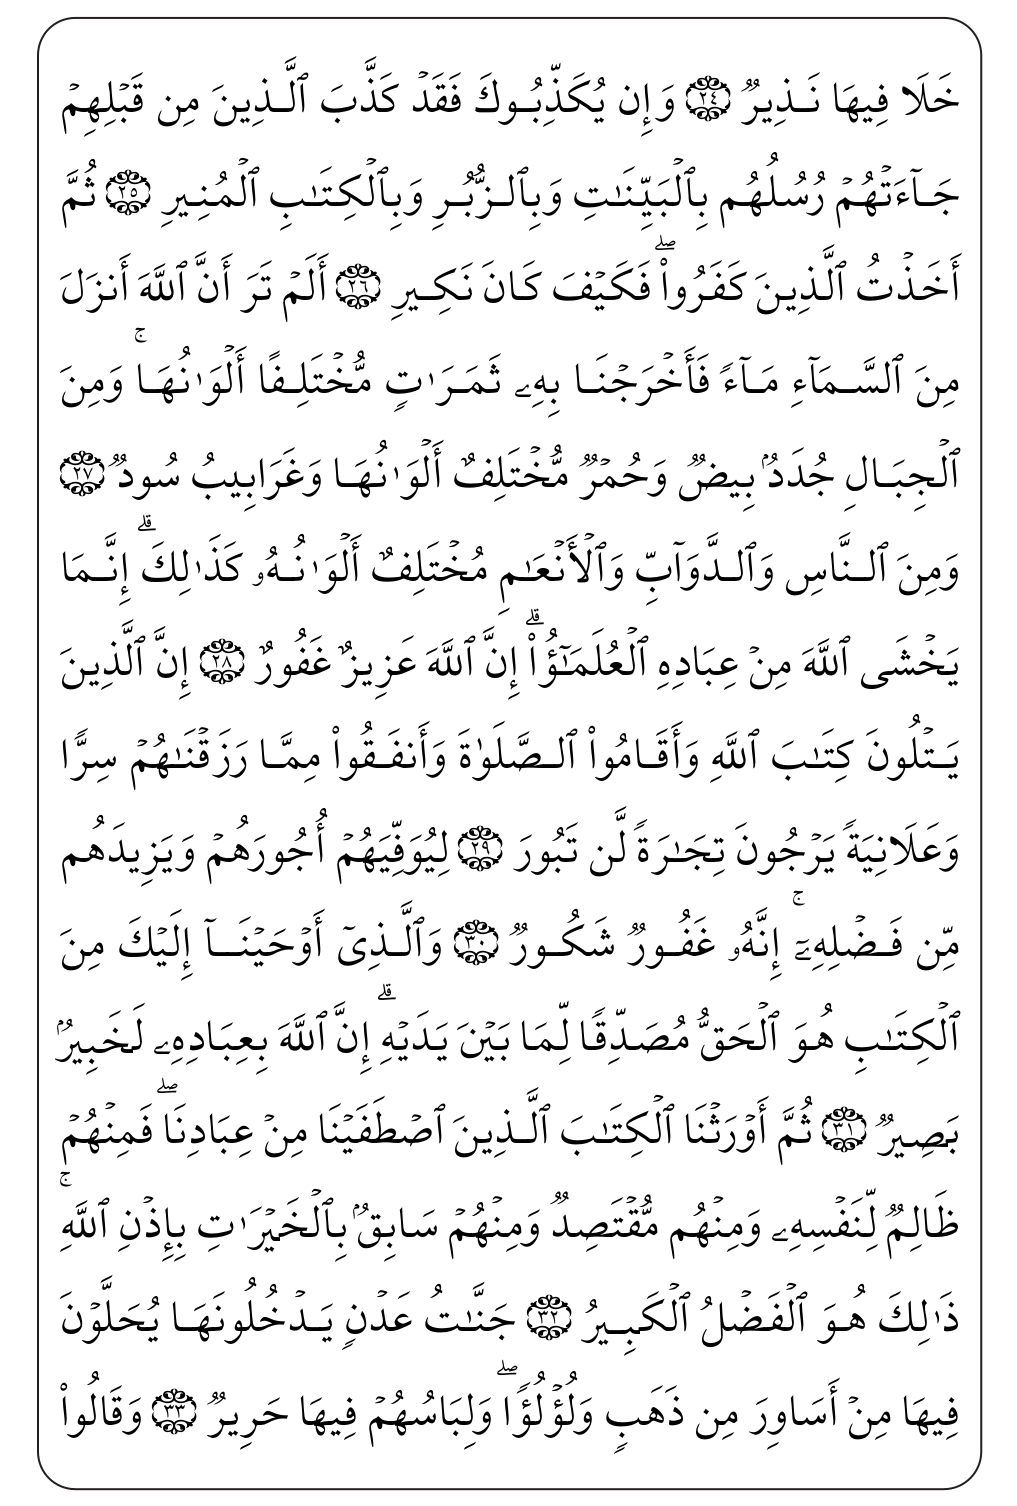 خَلَا فِيهَا نَذِيرٌ ٢٤ وَإِن يُكَذِّبُوكَ فَقَدۡ كَذَّبَ ٱلَّذِينَ مِن قَبۡلِهِمۡ
جَآءَتۡهُمۡ رُسُلُهُم بِٱلۡبَيِّنَٰتِ وَبِٱلزُّبُرِ وَبِٱلۡكِتَٰبِ ٱلۡمُنِيرِ ٢٥ ثُمَّ
أَخَذۡتُ ٱلَّذِينَ كَفَرُواْۖ فَكَيۡفَ كَانَ نَكِيرِ ٢٦ أَلَمۡ تَرَ أَنَّ ٱللَّهَ أَنزَلَ
مِنَ ٱلسَّمَآءِ مَآءٗ فَأَخۡرَجۡنَا بِهِۦ ثَمَرَٰتٖ مُّخۡتَلِفًا أَلۡوَٰنُهَاۚ وَمِنَ
ٱلۡجِبَالِ جُدَدُۢ بِيضٞ وَحُمۡرٞ مُّخۡتَلِفٌ أَلۡوَٰنُهَا وَغَرَابِيبُ سُودٞ ٢٧
وَمِنَ ٱلنَّاسِ وَٱلدَّوَآبِّ وَٱلۡأَنۡعَٰمِ مُخۡتَلِفٌ أَلۡوَٰنُهُۥ كَذَٰلِكَۗ إِنَّمَا
يَخۡشَى ٱللَّهَ مِنۡ عِبَادِهِ ٱلۡعُلَمَٰٓؤُاْۗ إِنَّ ٱللَّهَ عَزِيزٌ غَفُورٌ ٢٨ إِنَّ ٱلَّذِينَ
يَتۡلُونَ كِتَٰبَ ٱللَّهِ وَأَقَامُواْ ٱلصَّلَوٰةَ وَأَنفَقُواْ مِمَّا رَزَقۡنَٰهُمۡ سِرّٗا
وَعَلَانِيَةٗ يَرۡجُونَ تِجَٰرَةٗ لَّن تَبُورَ ٢٩ لِيُوَفِّيَهُمۡ أُجُورَهُمۡ وَيَزِيدَهُم
مِّن فَضۡلِهِۦٓۚ إِنَّهُۥ غَفُورٞ شَكُورٞ ٣٠ وَٱلَّذِيٓ أَوۡحَيۡنَآ إِلَيۡكَ مِنَ
ٱلۡكِتَٰبِ هُوَ ٱلۡحَقُّ مُصَدِّقٗا لِّمَا بَيۡنَ يَدَيۡهِۗ إِنَّ ٱللَّهَ بِعِبَادِهِۦ لَخَبِيرُۢ
بَصِيرٞ ٣١ ثُمَّ أَوۡرَثۡنَا ٱلۡكِتَٰبَ ٱلَّذِينَ ٱصۡطَفَيۡنَا مِنۡ عِبَادِنَاۖ فَمِنۡهُمۡ
ظَالِمٞ لِّنَفۡسِهِۦ وَمِنۡهُم مُّقۡتَصِدٞ وَمِنۡهُمۡ سَابِقُۢ بِٱلۡخَيۡرَٰتِ بِإِذۡنِ ٱللَّهِۚ
ذَٰلِكَ هُوَ ٱلۡفَضۡلُ ٱلۡكَبِيرُ ٣٢ جَنَّٰتُ عَدۡنٖ يَدۡخُلُونَهَا يُحَلَّوۡنَ
فِيهَا مِنۡ أَسَاوِرَ مِن ذَهَبٖ وَلُؤۡلُؤٗاۖ وَلِبَاسُهُمۡ فِيهَا حَرِيرٞ ٣٣ وَقَالُواْ